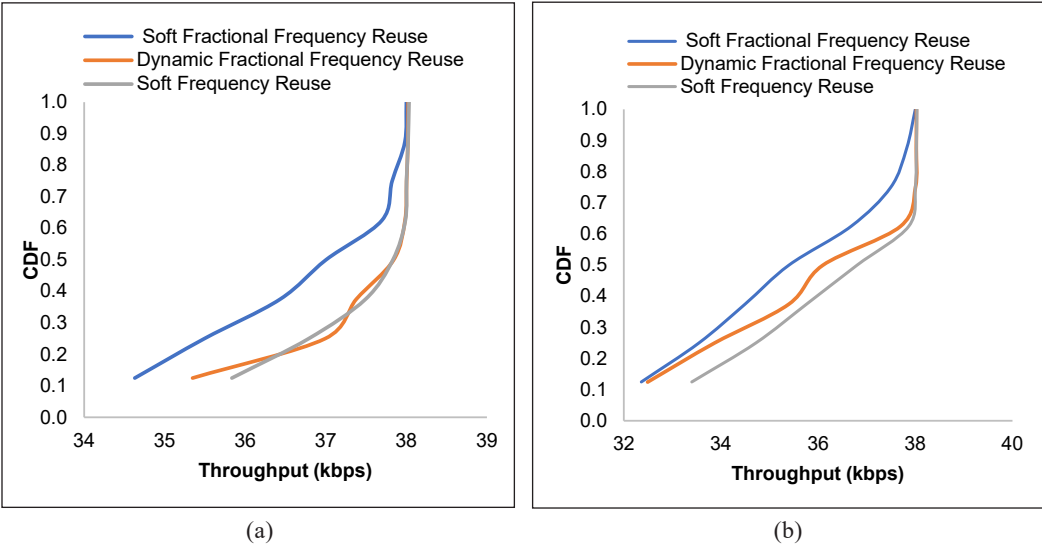 Soft Fractional Frequency Reuse
Dynamic Fractional Frequency Reuse
Soft Frequency Reuse
1.0
0.9
0.8
0.7
0.6
0.5
0.4
0.3
0.2
0.1
0.0
CDF
34 35 36 37 38 39
Throughput (kbps)
(a)
Soft Fractional Frequency Reuse
Dynamic Fractional Frequency Reuse
Soft Frequency Reuse
1.0
0.9
0.8
0.7
0.6
0.5
0.4
0.3
0.2
0.1
0.0
CDF
32 34 36 38 40
Throughput (kbps)
(b)